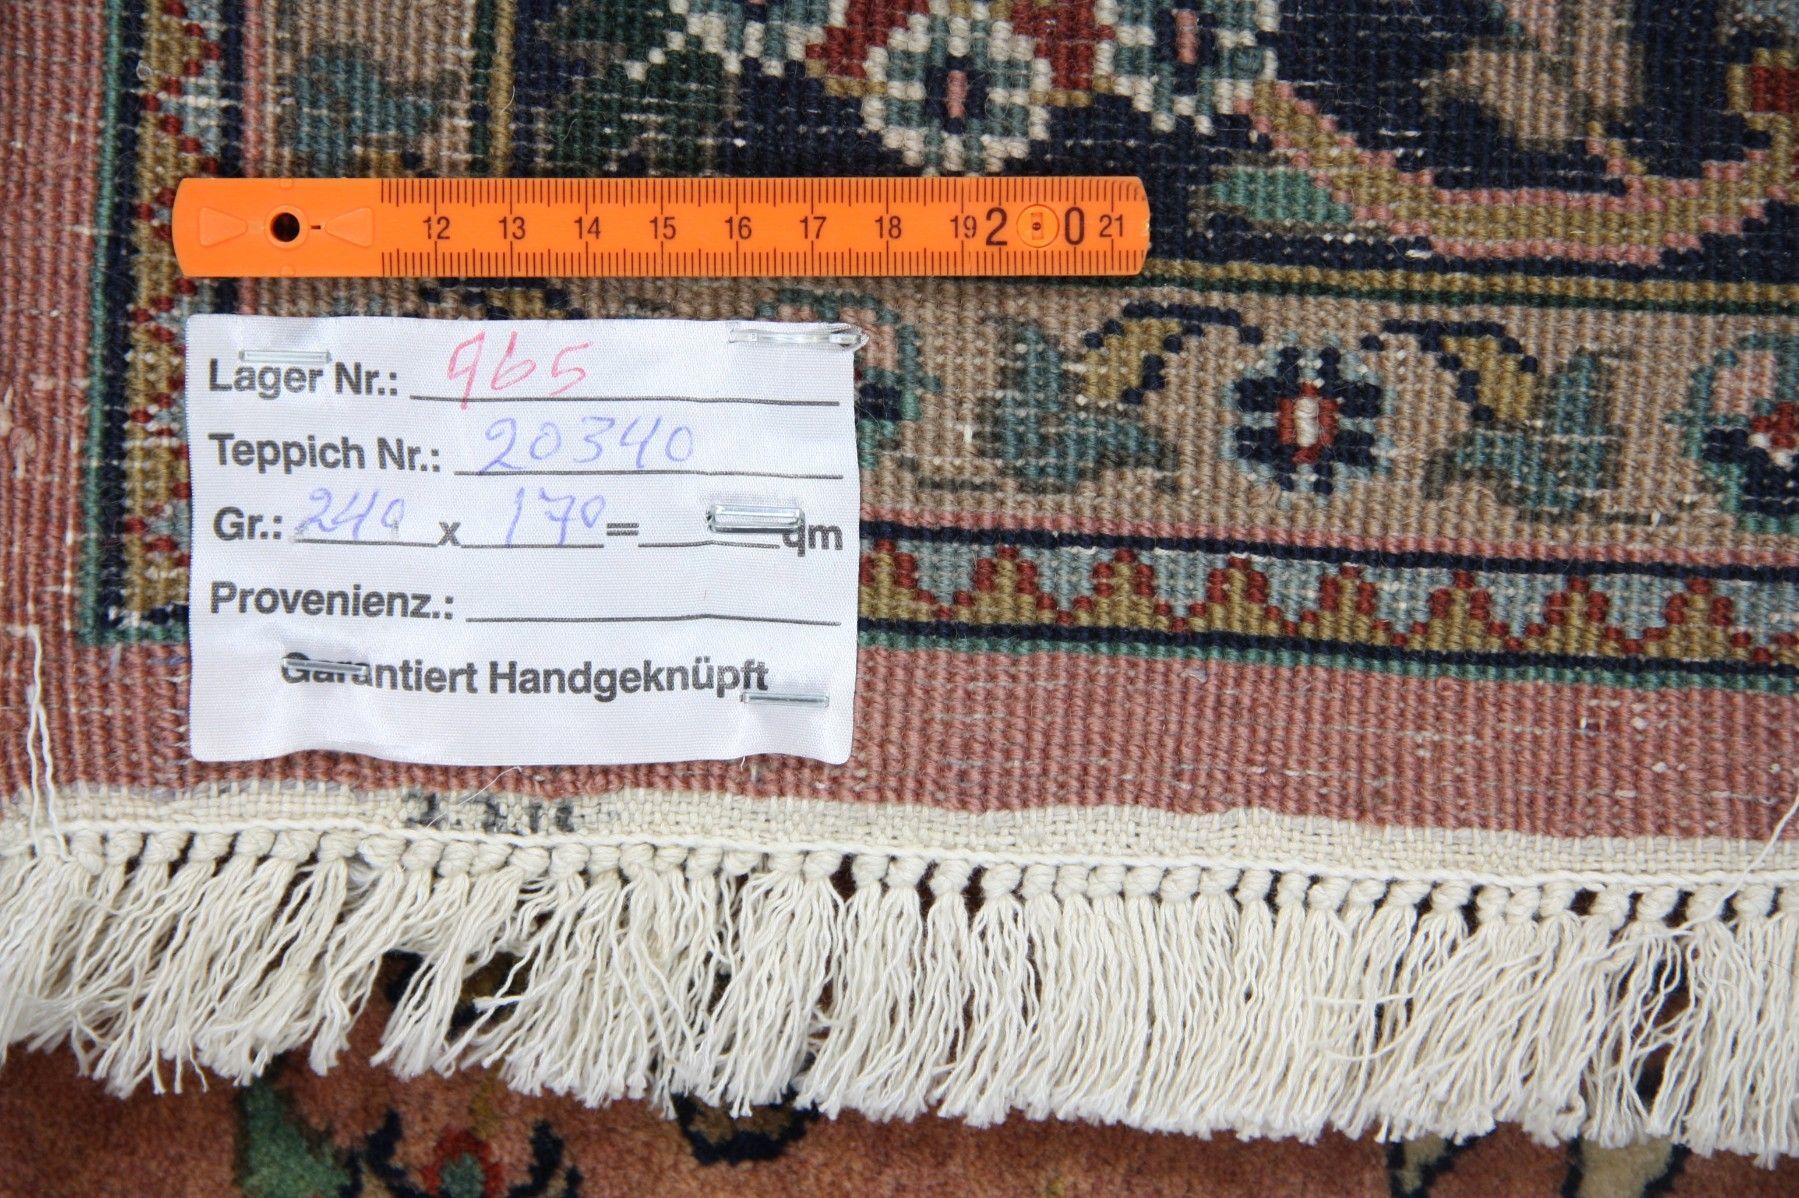 12 13 14 15 16 17 18 19 20 21
Lager Nr.: 965
Teppich Nr.: 20340
Gr.: 240 x 170 = qm
Provenienz.:
Garantiert Handgeknüpft